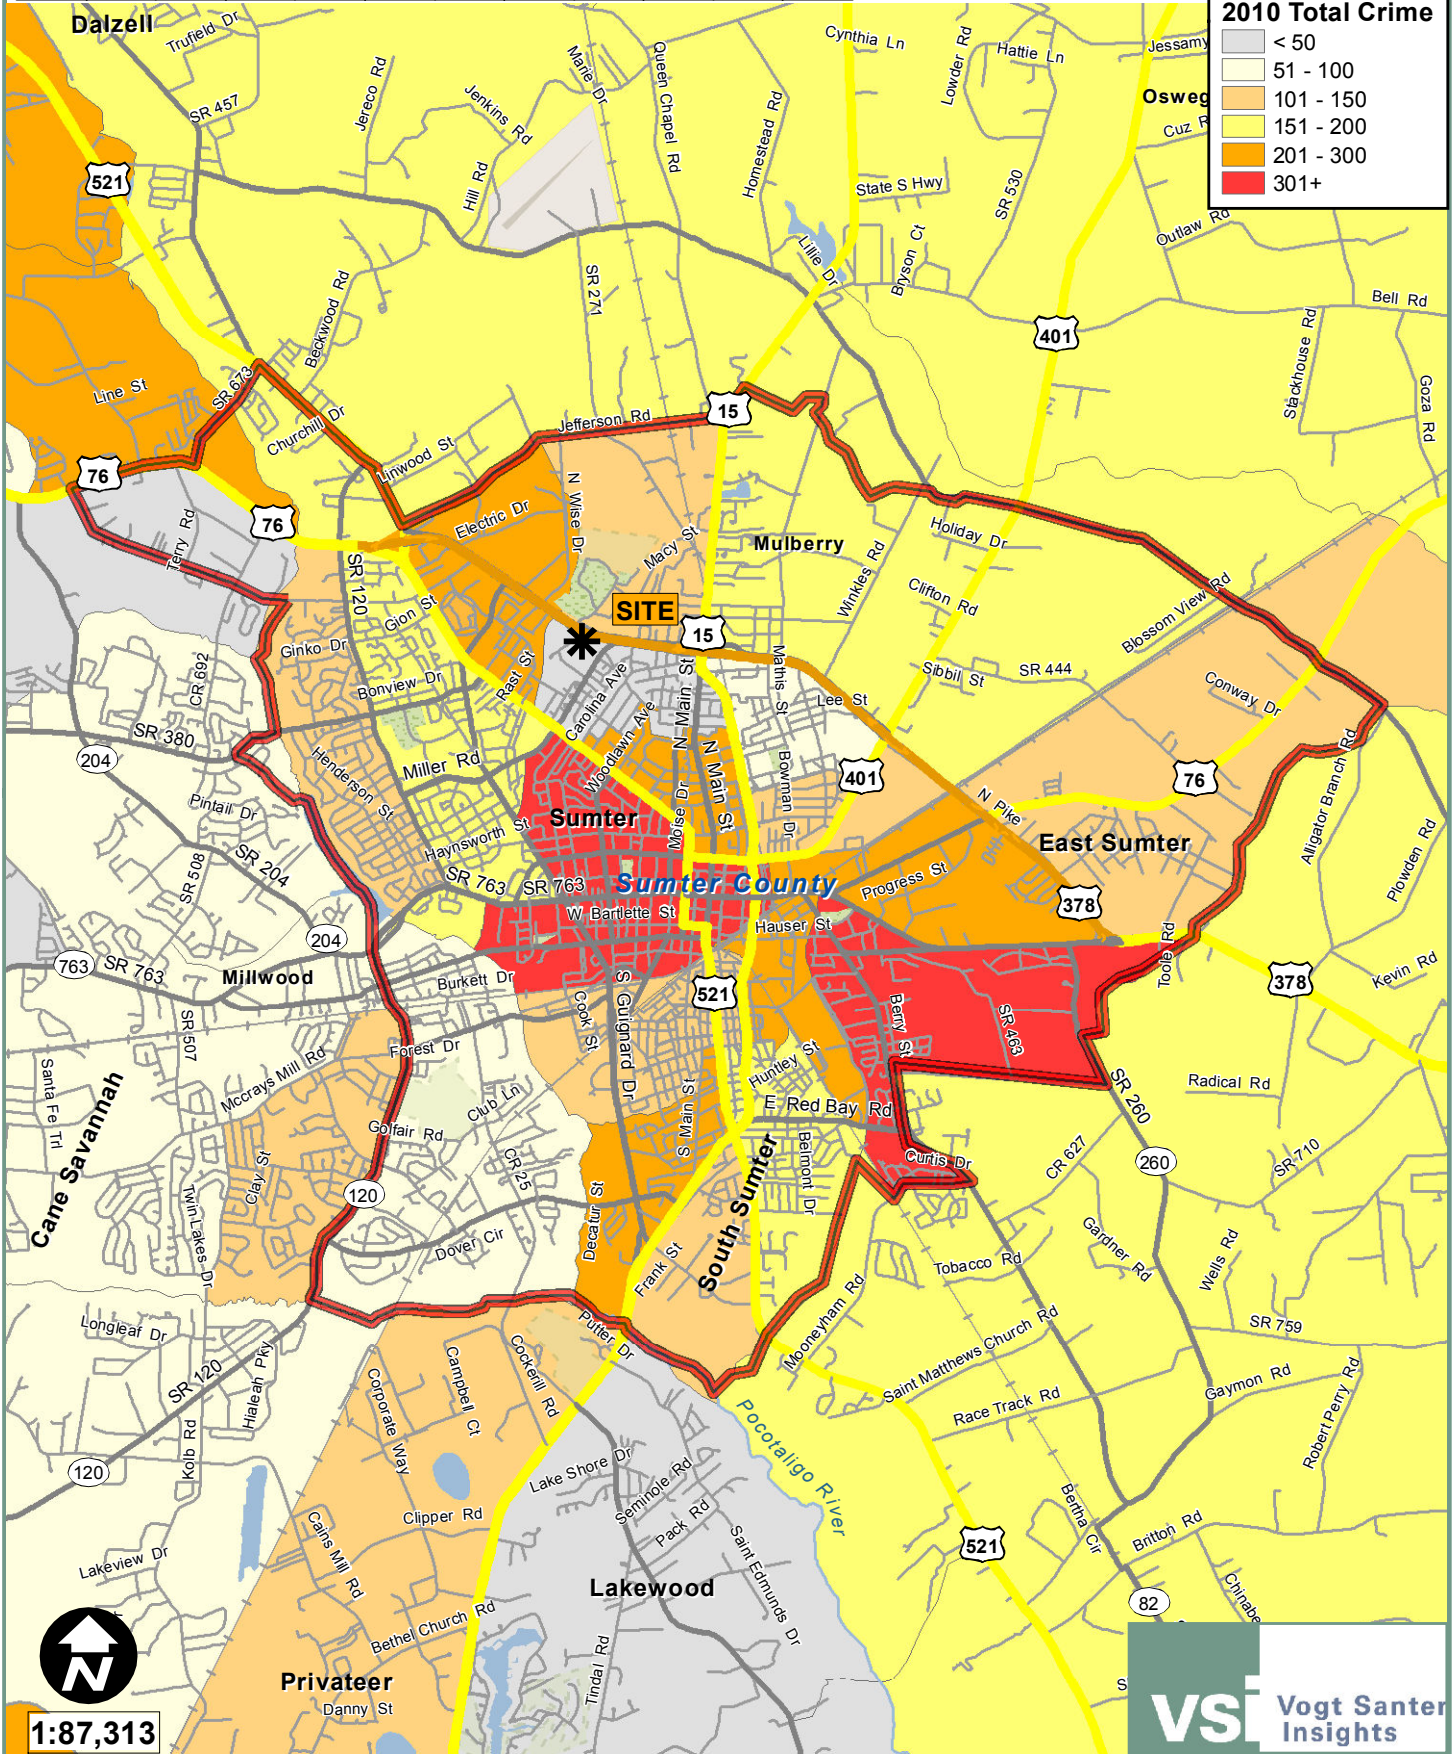 Dalzell
Trufield Dr
SR 457
Jereco Rd
Jenkins Rd
Hill Rd
Marie Dr
Queen Chapel Rd
Homestead Rd
Cynthia Ln
Lowder Rd
Hattie Ln
Jessamy
Osweg
Cuz R
2010 Total Crime
< 50
51 - 100
101 - 150
151 - 200
201 - 300
301+
521
State S Hwy
SR 530
Outlaw Rd
Lillie Dr
Bryson Ct
Bell Rd
SR 271
Beckwood Rd
401
Stackhouse Rd
Goza Rd
Line St
SR 673
Churchill Dr
Linwood St
Jefferson Rd
15
76
76
Terry Rd
Electric Dr
N Wise Dr
Macy St
Mulberry
Holiday Dr
Winkles Rd
Clifton Rd
Blossom View Rd
SR 120
Gion St
SITE
15
Ginko Dr
CR 692
Bonview Dr
Rast St
Carolina Ave
N Main St
Mathis St
Lee St
Sibbil St
SR 444
Conway Dr
SR 380
204
Henderson St
Miller Rd
Woodlawn Ave
N Main St
Moise Dr
Bowman Dr
401
76
N Pike
Alligator Branch Rd
Plowden Rd
Pintail Dr
SR 508
SR 204
Haynsworth St
Sumter
East Sumter
SR 763
SR 763
Sumter County
Progress St
378
W Bartlette St
Hauser St
204
763
SR 763
Millwood
Burkett Dr
521
Toole Rd
378
Kevin Rd
SR 507
Cook St
S Guignard Dr
Berry St
SR 463
Santa Fe Trl
Mccrays Mill Rd
Forest Dr
Huntley St
SR 260
Radical Rd
Cane Savannah
Club Ln
Golfair Rd
S Main St
E Red Bay Rd
CR 627
260
SR 710
Clay St
120
CR 25
Belmont Dr
Curtis Dr
Twin Lakes Dr
Dover Cir
Decatur St
South Sumter
Gardner Rd
Wells Rd
Frank St
Tobacco Rd
Longleaf Dr
Putter Dr
Mooneyham Rd
Saint Matthews Church Rd
SR 759
SR 120
Hialeah Pky
Corporate Way
Campbell Ct
Cockerill Rd
Race Track Rd
Gaymon Rd
Robert Perry Rd
Kolb Rd
120
Pocotaligo River
Lake Shore Dr
Seminole Rd
Pack Rd
Clipper Rd
Cains Mill Rd
Saint Edmunds Dr
521
Bertha Cir
Britton Rd
Lakeview Dr
Lakewood
82
Chinabe
Bethel Church Rd
Tindal Rd
N
Privateer
Danny St
1:87,313
vsi
Vogt Santer
Insights